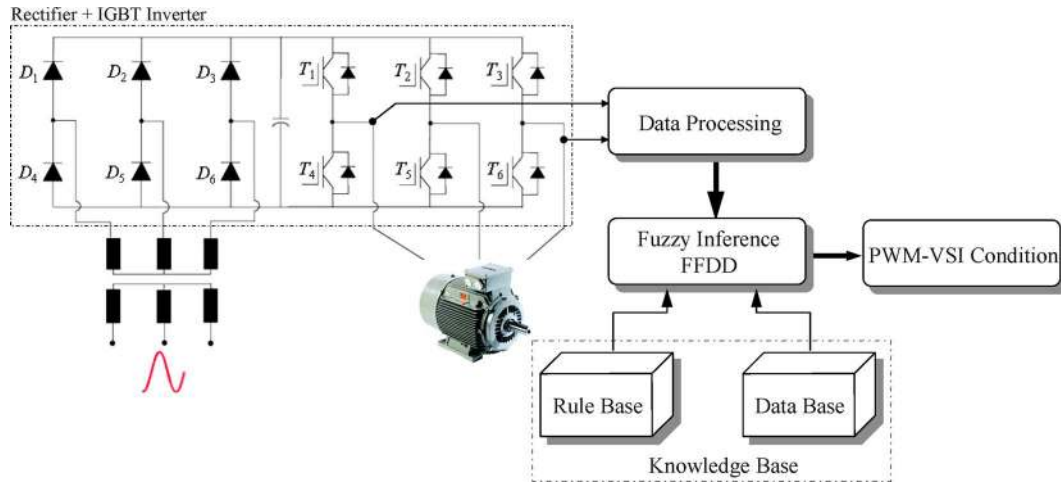 Rectifier + IGBT Inverter
D1 D2 D3 T1 T2 T3
D4 D5 D6 T4 T5 T6
Data Processing
Fuzzy Inference
FFDD
PWM-VSI Condition
Rule Base
Data Base
Knowledge Base